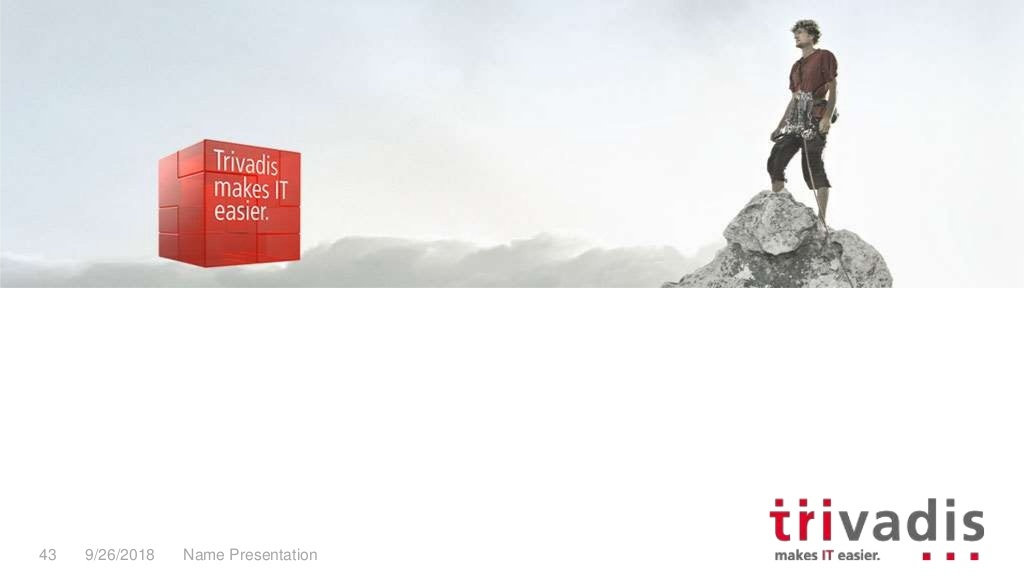 Trivadis
makes IT
easier.
trivadis
makes IT easier.
43 9/26/2018 Name Presentation